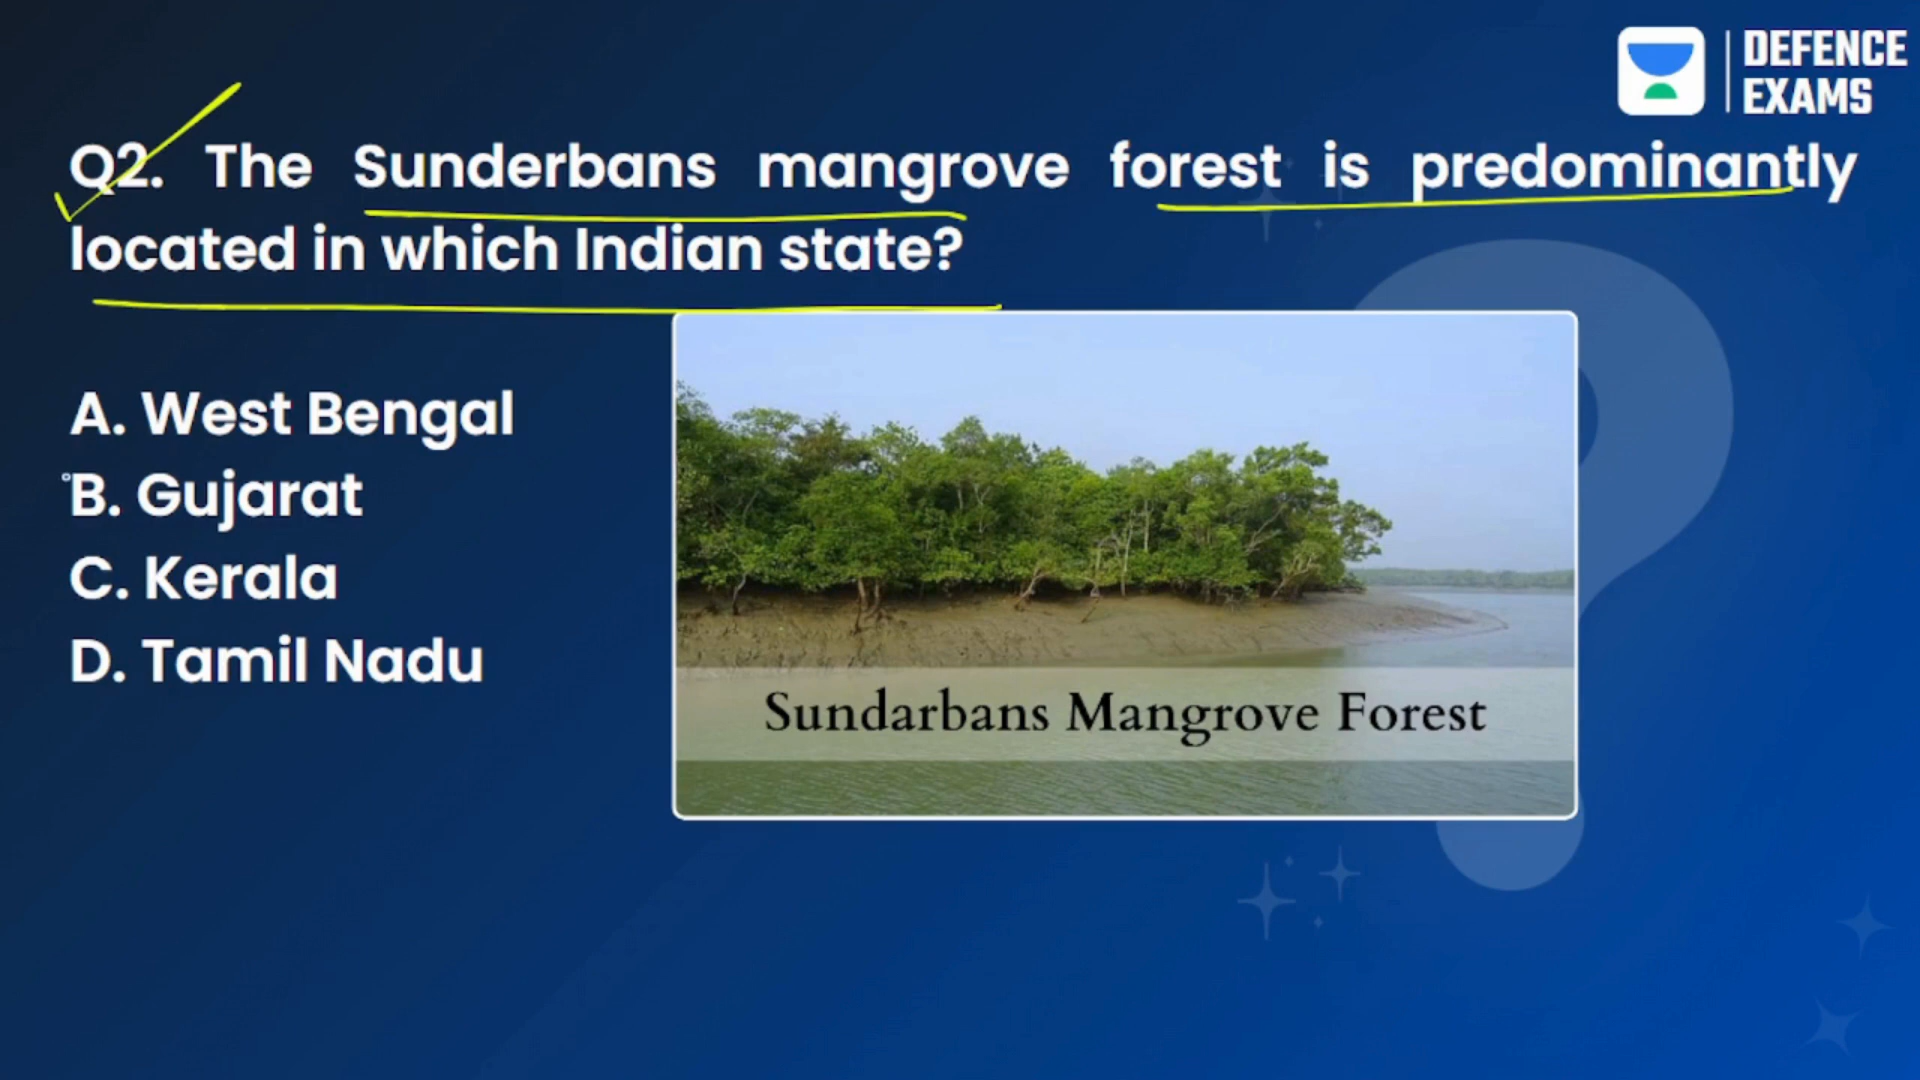 DEFENCE
EXAMS
Q2. The Sunderbans mangrove forest is predominantly
located in which Indian state?
A. West Bengal
B. Gujarat
C. Kerala
D. Tamil Nadu
Sundarbans Mangrove Forest